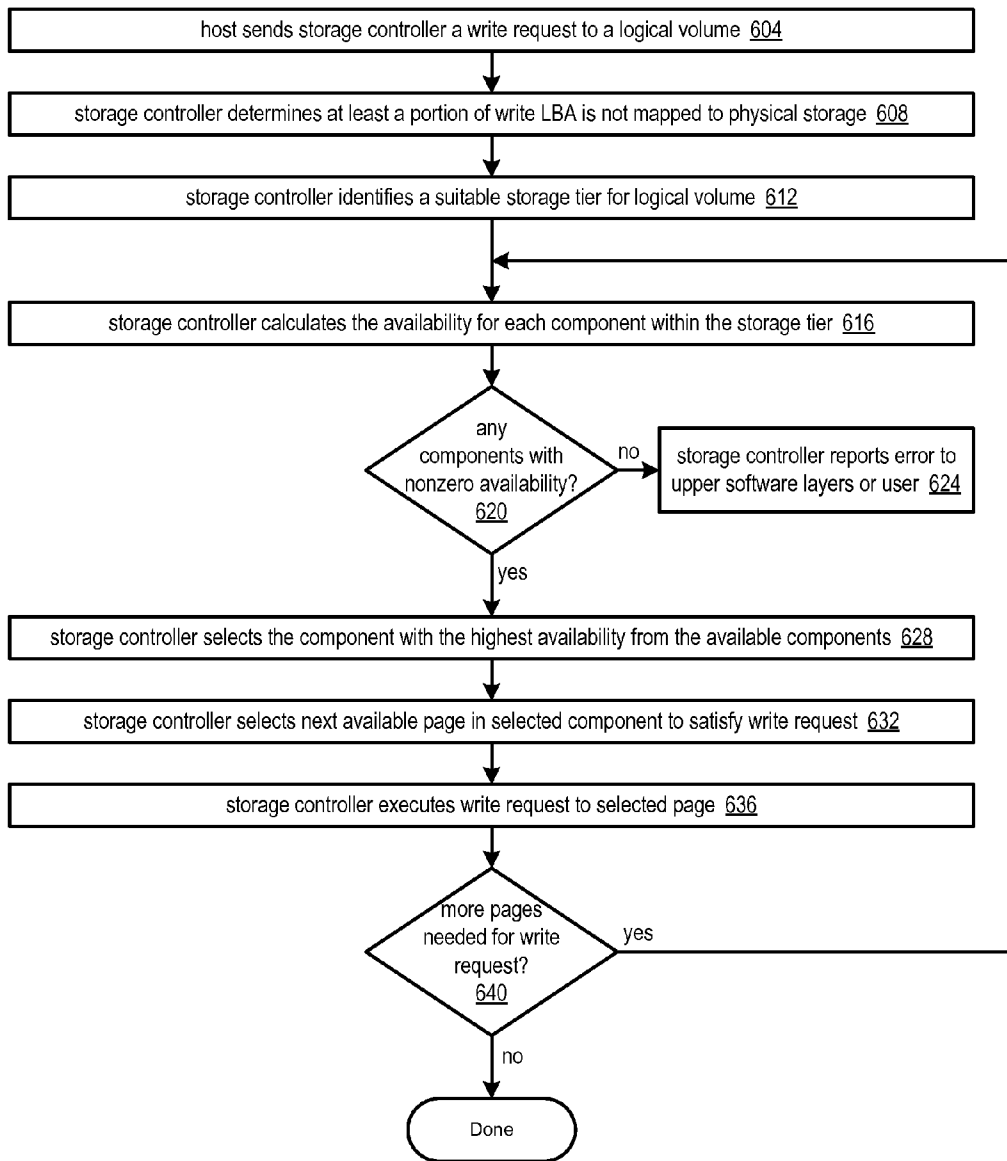 host sends storage controller a write request to a logical volume 604
storage controller determines at least a portion of write LBA is not mapped to physical storage 608
storage controller identifies a suitable storage tier for logical volume 612
storage controller calculates the availability for each component within the storage tier 616
any
components with
nonzero availability?
620
no
storage controller reports error to
upper software layers or user 624
yes
storage controller selects the component with the highest availability from the available components 628
storage controller selects next available page in selected component to satisfy write request 632
storage controller executes write request to selected page 636
more pages
needed for write
request?
640
yes
no
Done